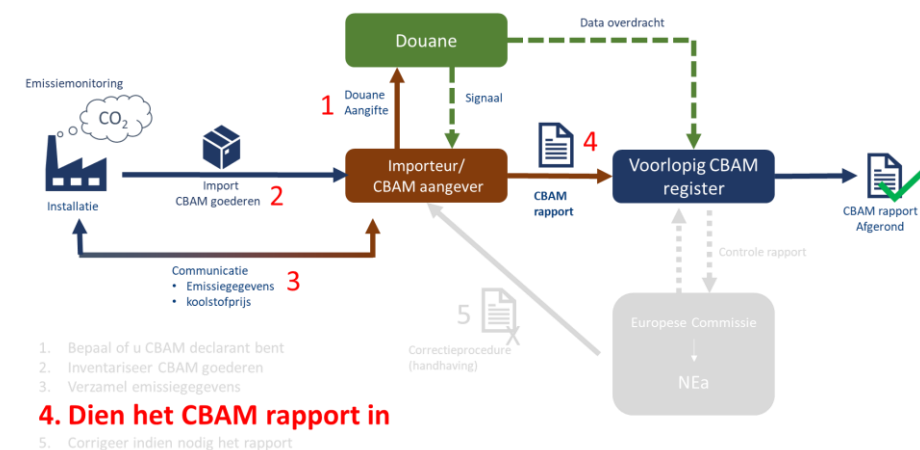 Data overdracht
Douane
Emissiemonitoring
CO2
1
Douane
Aangifte
Signaal
4
Importeur/
CBAM aangever
Voorlopig CBAM
register
Import
CBAM goederen
2
Installatie
CBAM
rapport
CBAM rapport
Afgerond
Controle rapport
Communicatie
• Emissiegegevens
• koolstofprijs
3
5
Correctieprocedure
(handhaving)
Europese Commissie
NEa
1. Bepaal of u CBAM declarant bent
2. Inventariseer CBAM goederen
3. Verzamel emissiegegevens
4. Dien het CBAM rapport in
5. Corrigeer indien nodig het rapport